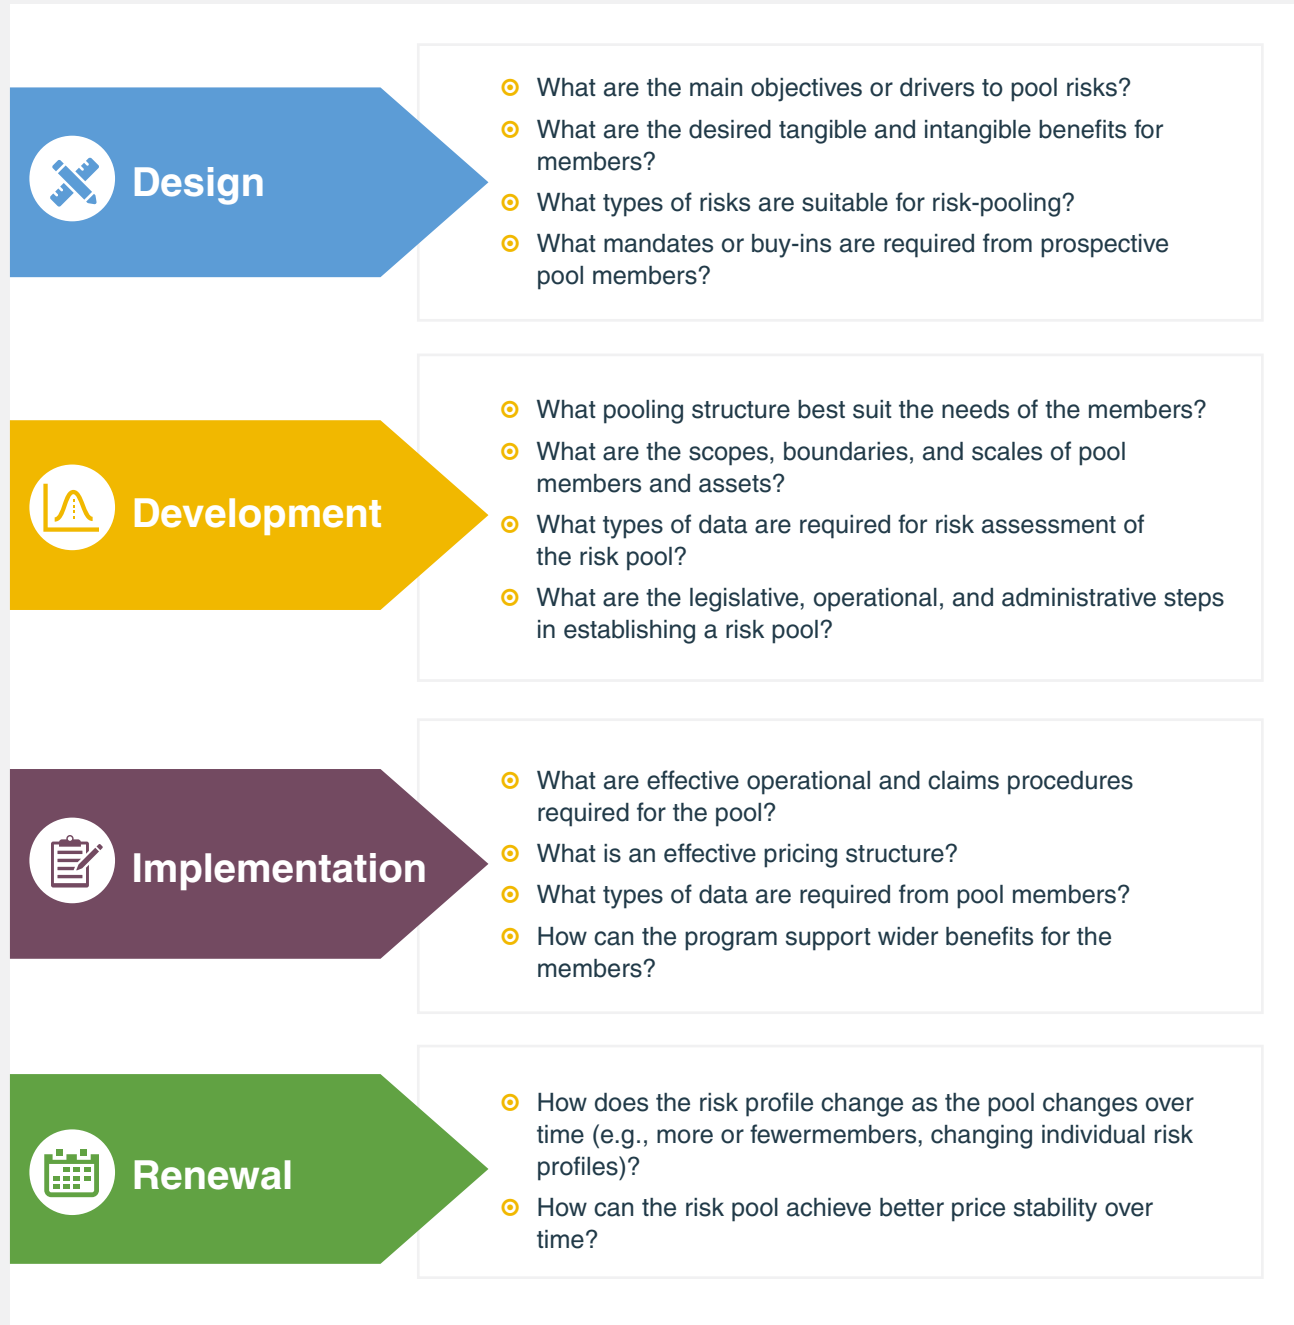 Design
What are the main objectives or drivers to pool risks?
What are the desired tangible and intangible benefits for
members?
What types of risks are suitable for risk-pooling?
What mandates or buy-ins are required from prospective
pool members?
Development
What pooling structure best suit the needs of the members?
What are the scopes, boundaries, and scales of pool
members and assets?
What types of data are required for risk assessment of
the risk pool?
What are the legislative, operational, and administrative steps
in establishing a risk pool?
Implementation
What are effective operational and claims procedures
required for the pool?
What is an effective pricing structure?
What types of data are required from pool members?
How can the program support wider benefits for the
members?
Renewal
How does the risk profile change as the pool changes over
time (e.g., more or fewermembers, changing individual risk
profiles)?
How can the risk pool achieve better price stability over
time?